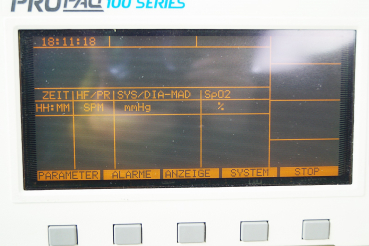 PROPAQ 100 SERIES
18:11:18
ZEIT HF/PR SYS/DIA-MAD SpO2
HH:MM SPM mmHg %
PARAMETER ALARME ANZEIGE SYSTEM STOP